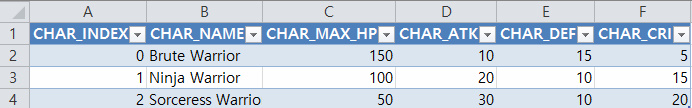 A B C D E F
1 CHAR_INDEX CHAR_NAME CHAR_MAX_HP CHAR_ATK CHAR_DEF CHAR_CRI
2 0 Brute Warrior 150 10 15 5
3 1 Ninja Warrior 100 20 10 15
4 2 Sorceress Warrio 50 30 10 20